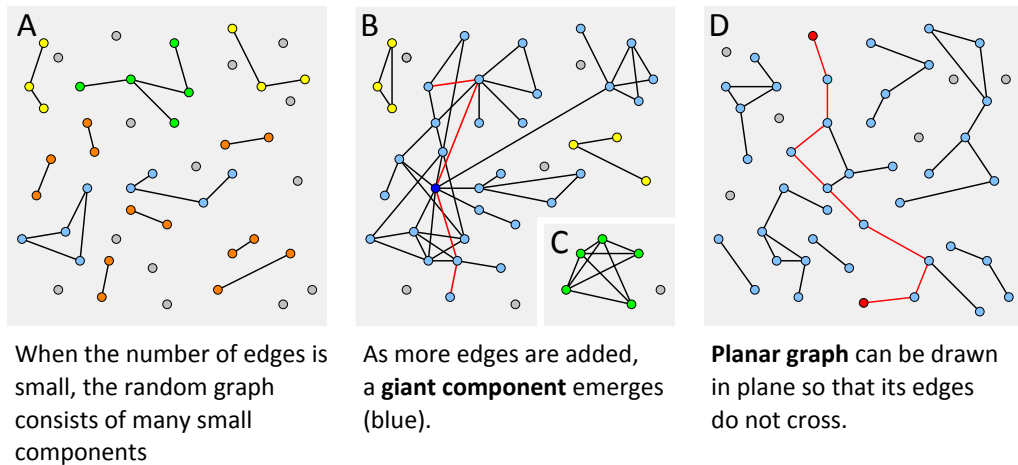 A
B
C
D
When the number of edges is
small, the random graph
consists of many small
components
As more edges are added,
a giant component emerges
(blue).
Planar graph can be drawn
in plane so that its edges
do not cross.